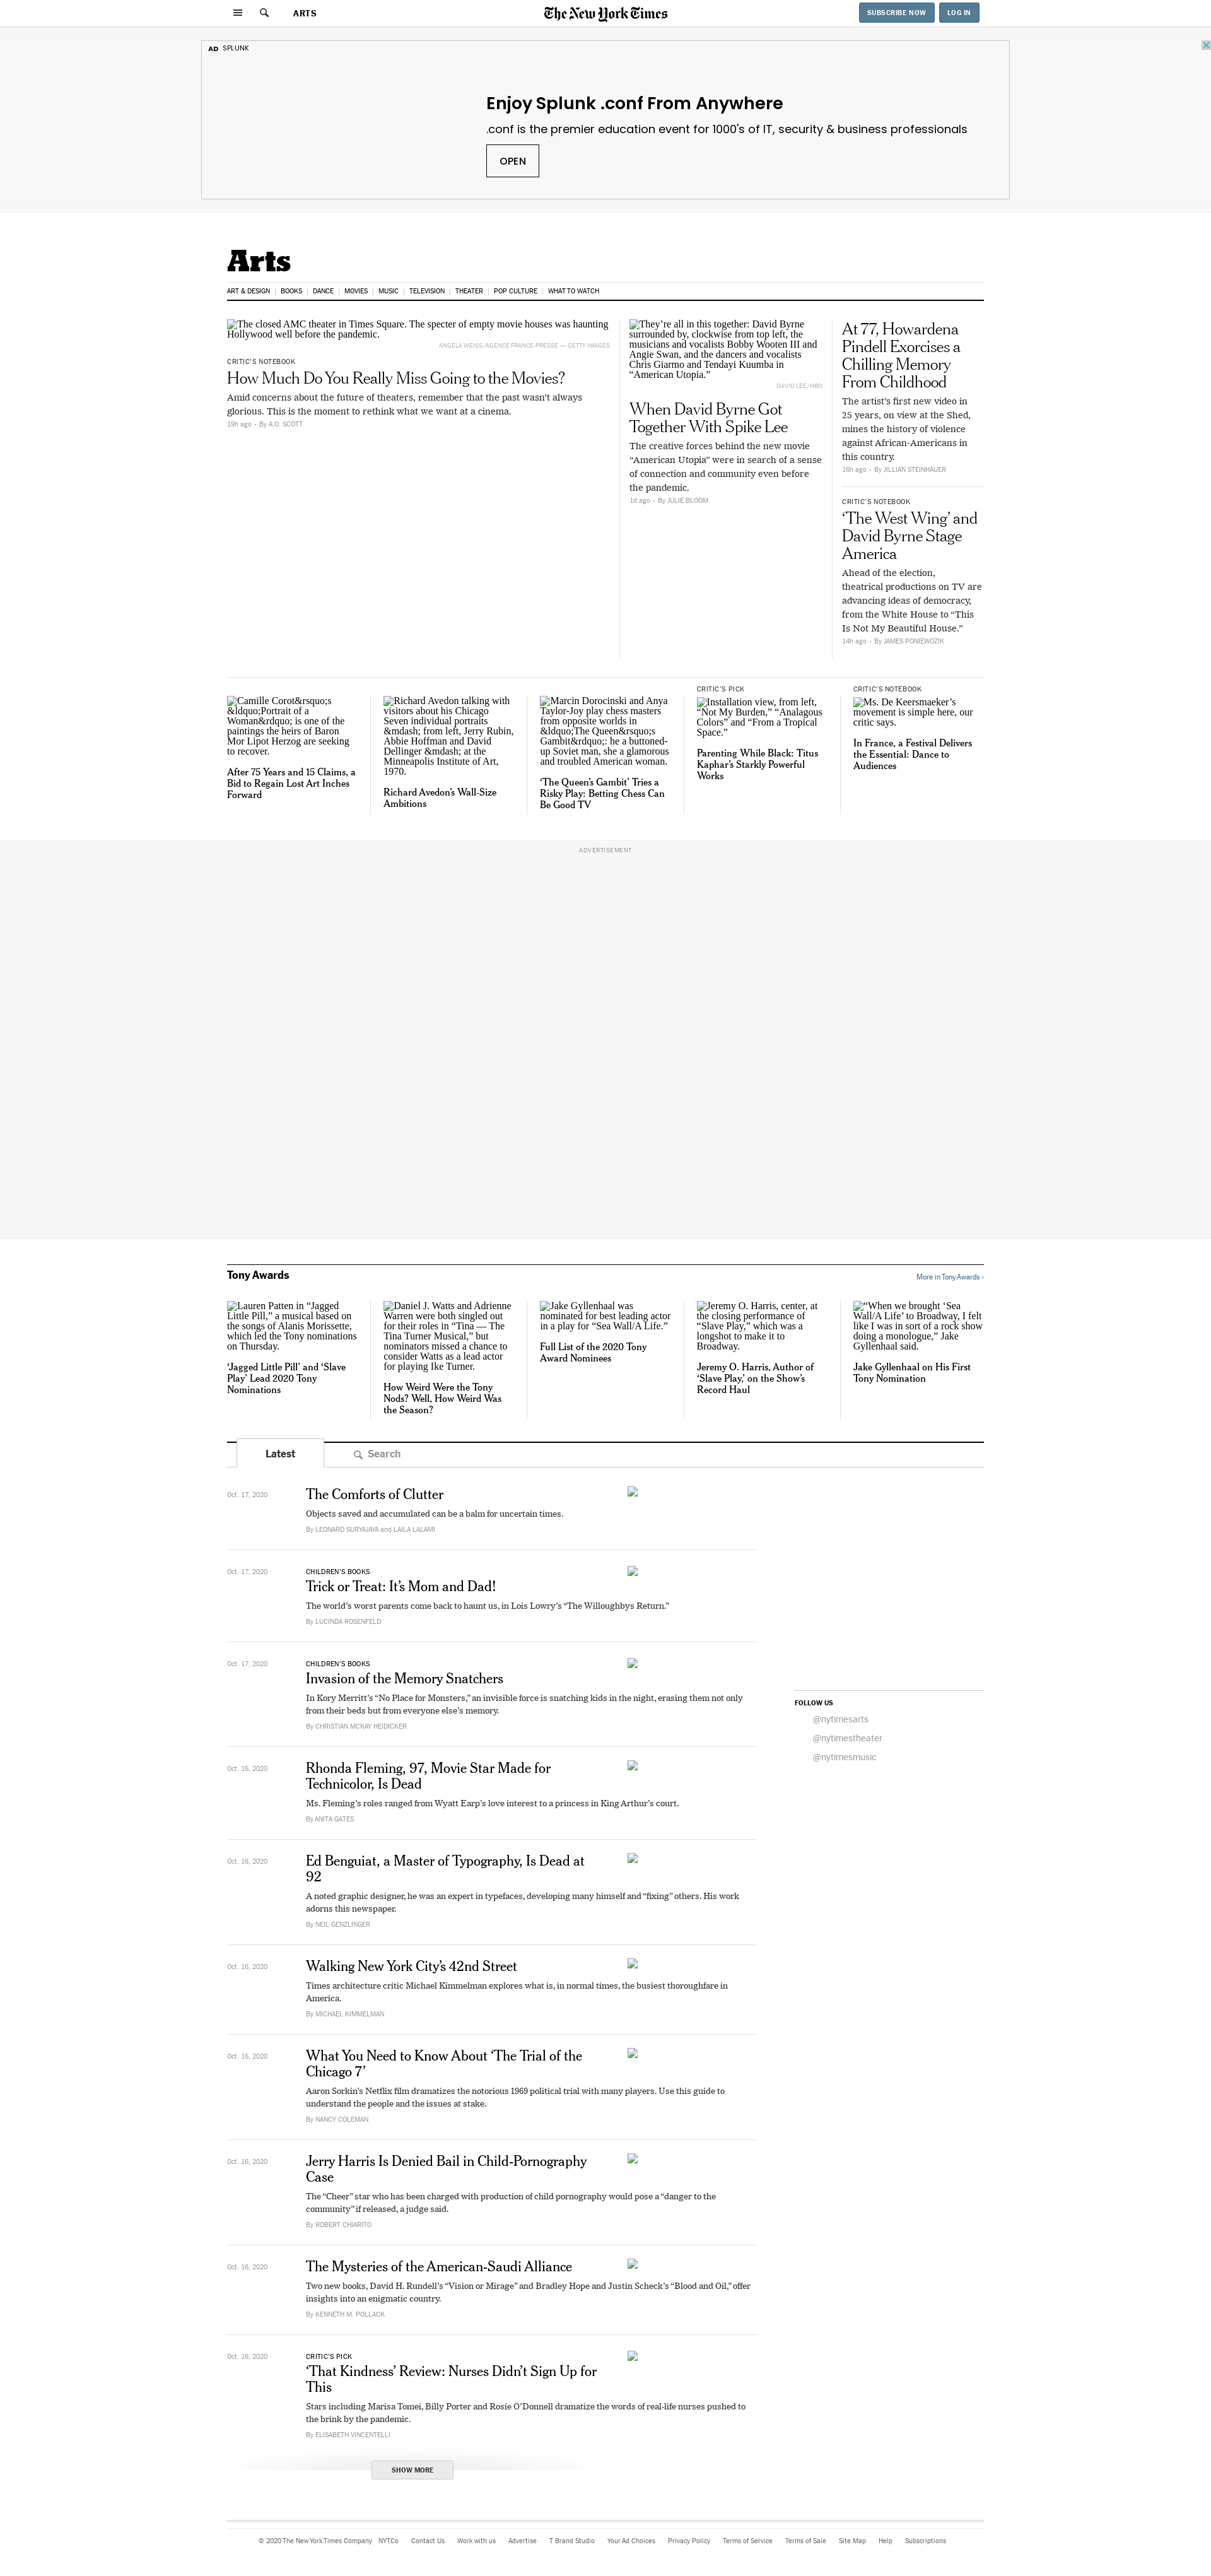 ARTS
The New York Times
SUBSCRIBE NOW
LOG IN
AD SPLUNK
Enjoy Splunk .conf From Anywhere
.conf is the premier education event for 1000's of IT, security & business professionals
OPEN
Arts
ART & DESIGN
BOOKS
DANCE
MOVIES
MUSIC
TELEVISION
THEATER
POP CULTURE
WHAT TO WATCH
The closed AMC theater in Times Square. The specter of empty movie houses was haunting
Hollywood well before the pandemic.
ANGELA WEISS/AGENCE FRANCE-PRESSE — GETTY IMAGES
CRITIC'S NOTEBOOK
How Much Do You Really Miss Going to the Movies?
Amid concerns about the future of theaters, remember that the past wasn't always
glorious. This is the moment to rethink what we want at a cinema.
19h ago • By A.O. SCOTT
They're all in this together: David Byrne
surrounded by, clockwise from top left, the
musicians and vocalists Bobby Wooten III and
Angie Swan, and the dancers and vocalists
Chris Giarmo and Tendayi Kuumba in
“American Utopia.”
DAVID LEE/HBO
When David Byrne Got
Together With Spike Lee
The creative forces behind the new movie
“American Utopia” were in search of a sense
of connection and community even before
the pandemic.
1d ago • By JULIE BLOOM
At 77, Howardena
Pindell Exorcises a
Chilling Memory
From Childhood
The artist's first new video in
25 years, on view at the Shed,
mines the history of violence
against African-Americans in
this country.
16h ago • By JILLIAN STEINHAUER
CRITIC'S NOTEBOOK
‘The West Wing’ and
David Byrne Stage
America
Ahead of the election,
theatrical productions on TV are
advancing ideas of democracy,
from the White House to “This
Is Not My Beautiful House.”
14h ago • By JAMES PONIEWOZIK
Camille Corot&rsquo;s
&ldquo;Portrait of a
Woman&rdquo; is one of the
paintings the heirs of Baron
Mor Lipot Herzog are seeking
to recover.
After 75 Years and 15 Claims, a
Bid to Regain Lost Art Inches
Forward
Richard Avedon talking with
visitors about his Chicago
Seven individual portraits
&mdash; from left, Jerry Rubin,
Abbie Hoffman and David
Dellinger &mdash; at the
Minneapolis Institute of Art,
1970.
Richard Avedon's Wall-Size
Ambitions
Marcin Dorocinski and Anya
Taylor-Joy play chess masters
from opposite worlds in
&ldquo;The Queen&rsquo;s
Gambit&rdquo;: he a buttoned-
up Soviet man, she a glamorous
and troubled American woman.
‘The Queen's Gambit’ Tries a
Risky Play: Betting Chess Can
Be Good TV
CRITIC'S PICK
Installation view, from left,
“Not My Burden,” “Analagous
Colors” and “From a Tropical
Space.”
Parenting While Black: Titus
Kaphar's Starkly Powerful
Works
CRITIC'S NOTEBOOK
Ms. De Keersmaeker's
movement is simple here, our
critic says.
In France, a Festival Delivers
the Essential: Dance to
Audiences
ADVERTISEMENT
Tony Awards
More in Tony Awards ›
Lauren Patten in “Jagged
Little Pill,” a musical based on
the songs of Alanis Morissette,
which led the Tony nominations
on Thursday.
‘Jagged Little Pill’ and ‘Slave
Play’ Lead 2020 Tony
Nominations
Daniel J. Watts and Adrienne
Warren were both singled out
for their roles in “Tina — The
Tina Turner Musical,” but
nominators missed a chance to
consider Watts as a lead actor
for playing Ike Turner.
How Weird Were the Tony
Nods? Well, How Weird Was
the Season?
Jake Gyllenhaal was
nominated for best leading actor
in a play for “Sea Wall/A Life.”
Full List of the 2020 Tony
Award Nominees
Jeremy O. Harris, center, at
the closing performance of
“Slave Play,” which was a
longshot to make it to
Broadway.
Jeremy O. Harris, Author of
‘Slave Play,’ on the Show's
Record Haul
“When we brought ‘Sea
Wall/A Life’ to Broadway, I felt
like I was in sort of a rock show
doing a monologue,” Jake
Gyllenhaal said.
Jake Gyllenhaal on His First
Tony Nomination
Latest
Search
Oct. 17, 2020
The Comforts of Clutter
Objects saved and accumulated can be a balm for uncertain times.
By LEONARD SURYAJAYA and LAILA LALAMI
Oct. 17, 2020
CHILDREN'S BOOKS
Trick or Treat: It's Mom and Dad!
The world's worst parents come back to haunt us, in Lois Lowry's “The Willoughbys Return.”
By LUCINDA ROSENFELD
Oct. 17, 2020
CHILDREN'S BOOKS
Invasion of the Memory Snatchers
In Kory Merritt's “No Place for Monsters,” an invisible force is snatching kids in the night, erasing them not only
from their beds but from everyone else's memory.
By CHRISTIAN MCKAY HEIDICKER
FOLLOW US
@nytimesarts
@nytimestheater
@nytimesmusic
Oct. 16, 2020
Rhonda Fleming, 97, Movie Star Made for
Technicolor, Is Dead
Ms. Fleming's roles ranged from Wyatt Earp's love interest to a princess in King Arthur's court.
By ANITA GATES
Oct. 16, 2020
Ed Benguiat, a Master of Typography, Is Dead at
92
A noted graphic designer, he was an expert in typefaces, developing many himself and “fixing” others. His work
adorns this newspaper.
By NEIL GENZLINGER
Oct. 16, 2020
Walking New York City's 42nd Street
Times architecture critic Michael Kimmelman explores what is, in normal times, the busiest thoroughfare in
America.
By MICHAEL KIMMELMAN
Oct. 16, 2020
What You Need to Know About ‘The Trial of the
Chicago 7’
Aaron Sorkin's Netflix film dramatizes the notorious 1969 political trial with many players. Use this guide to
understand the people and the issues at stake.
By NANCY COLEMAN
Oct. 16, 2020
Jerry Harris Is Denied Bail in Child-Pornography
Case
The “Cheer” star who has been charged with production of child pornography would pose a “danger to the
community” if released, a judge said.
By ROBERT CHIARITO
Oct. 16, 2020
The Mysteries of the American-Saudi Alliance
Two new books, David H. Rundell's “Vision or Mirage” and Bradley Hope and Justin Scheck's “Blood and Oil,” offer
insights into an enigmatic country.
By KENNETH M. POLLACK
Oct. 16, 2020
CRITIC'S PICK
‘That Kindness’ Review: Nurses Didn't Sign Up for
This
Stars including Marisa Tomei, Billy Porter and Rosie O'Donnell dramatize the words of real-life nurses pushed to
the brink by the pandemic.
By ELISABETH VINCENTELLI
SHOW MORE
© 2020 The New York Times Company
NYTCo
Contact Us
Work with us
Advertise
T Brand Studio
Your Ad Choices
Privacy Policy
Terms of Service
Terms of Sale
Site Map
Help
Subscriptions